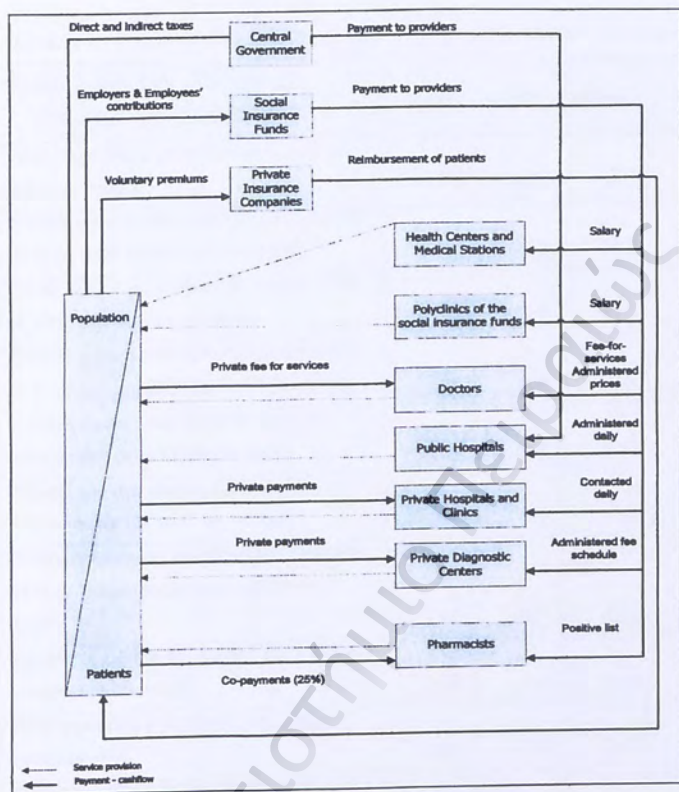 Direct and Indirect taxes
Central
Government
Payment to providers
Employers & Employees'
contributions
Social
Insurance
Funds
Payment to providers
Voluntary premiums
Private
Insurance
Companies
Reimbursement of patients
Health Centers and
Medical Stations
Salary
Population
Polyclinics of the
social insurance funds
Salary
Private fee for services
Doctors
Fee-for-
services
Administered
prices
Public Hospitals
Administered
daily
Private payments
Private Hospitals and
Clinics
Contacted
daily
Private payments
Private Diagnostic
Centers
Administered fee
schedule
Pharmacists
Positive list
Patients
Co-payments (25%)
Service provision
Payment - cashflow
Πειραιώς